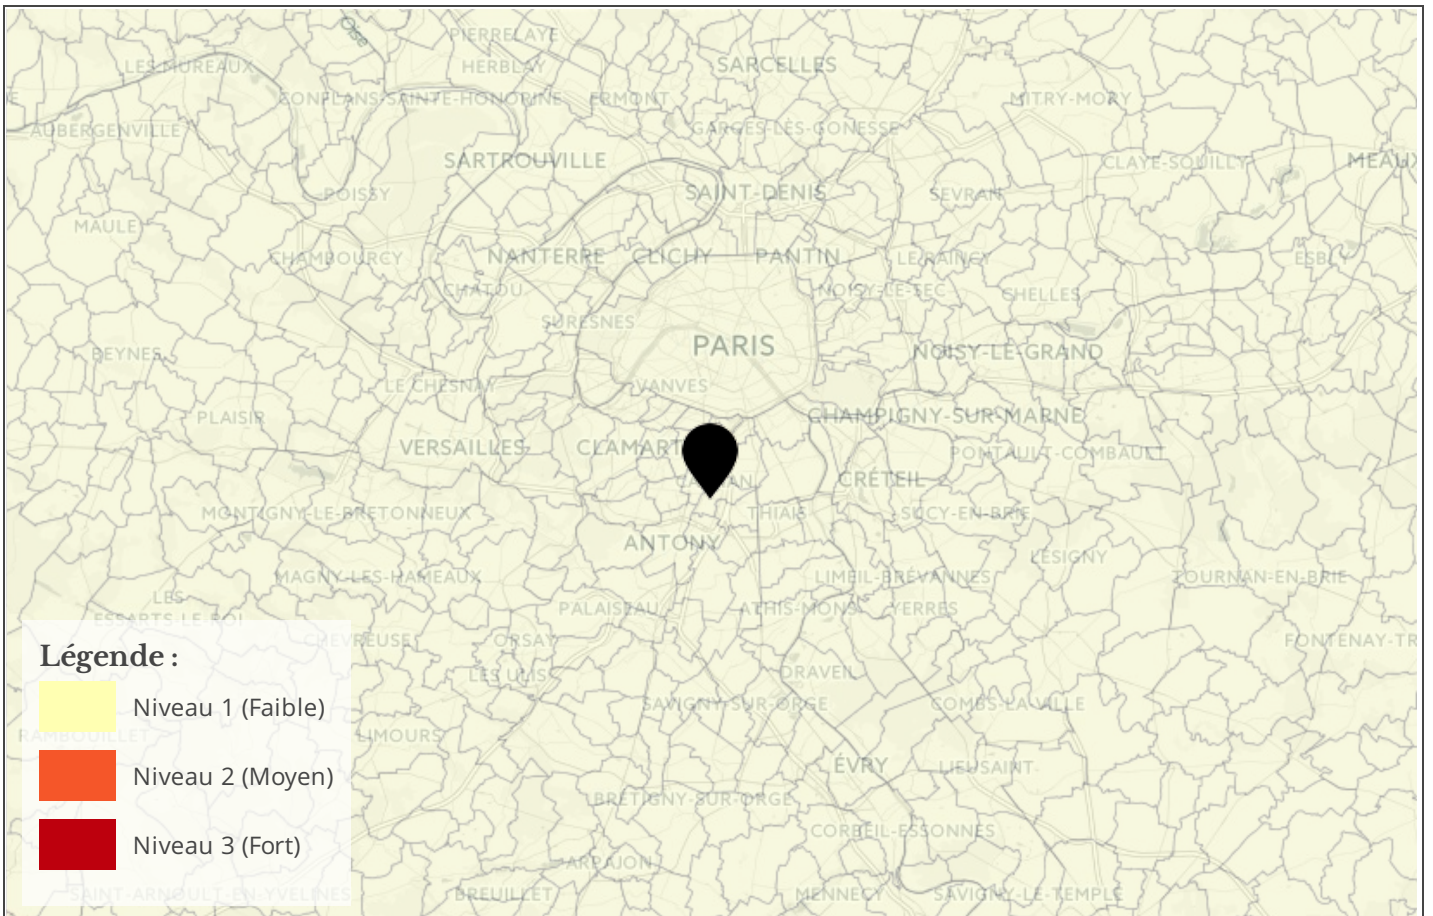 Oise
PIERRELAYE
LES MUREAUX
HERBLAY
SARCELLES
CONFLANS-SAINTE-HONORINE
ERMONT
MITRY-MORY
AUBERGENVILLE
GARGES-LÈS-GONESSE
SARTROUVILLE
CLAYE-SOUILLY
MEAUX
POISSY
SAINT-DENIS
SEVRAN
MAULE
CHAMBOURCY
NANTERRE
CLICHY
PANTIN
LE RAINCY
ESBLY
CHATOU
NOISY-LE-SEC
CHELLES
SURESNES
PARIS
BEYNES
NOISY-LE-GRAND
LE CHESNAY
VANVES
PLAISIR
CHAMPIGNY-SUR-MARNE
VERSAILLES
CLAMART
PONTAULT-COMBAULT
CRÉTEIL
MONTIGNY-LE-BRETONNEUX
THIAIS
SUCY-EN-BRIE
ANTONY
LÉSIGNY
MAGNY-LES-HAMEAUX
LIMEIL-BRÉVANNES
TOURNAN-EN-BRIE
LES
ESSARTS-LE-ROI
PALAISEAU
ATHIS-MONS
YERRES
CHEVREUSE
ORSAY
FONTENAY-TR
Légende :
LES ULIS
DRAVEIL
Niveau 1 (Faible)
SAVIGNY-SUR-ORGE
COMBS-LA-VILLE
RAMBOUILLET
LIMOURS
Niveau 2 (Moyen)
ÉVRY
LIEUSAINT
BRÉTIGNY-SUR-ORGE
Niveau 3 (Fort)
CORBEIL-ESSONNES
ARPAJON
SAINT-ARNOULT-EN-YVELINES
BREUILLET
MENNECY
SAVIGNY-LE-TEMPLE